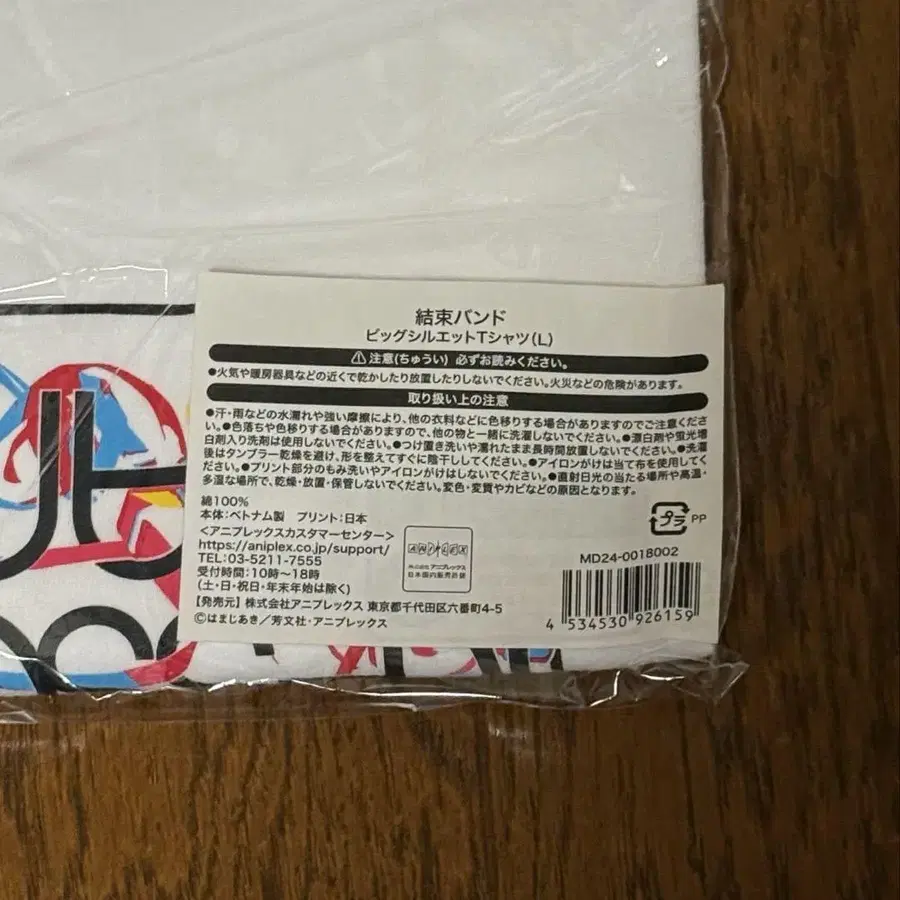 結束バンド
ビッグシルエットTシャツ(L)
⚠注意(ちゅうい) 必ずお読みください。
●火気や暖房器具などの近くで乾かしたり放置したりしないでください。火災などの危険があります。
取り扱い上の注意
●汗・雨などの水濡れや強い摩擦により、他の衣料などに色移りする場合がありますのでご注意くださ
い。●色落ちや色移りする場合がありますので、他の物と一緒に洗濯しないでください。●漂白剤や蛍光増
白剤入り洗剤は使用しないでください。●つけ置き洗いや濡れたまま長時間放置しないでください。●洗濯
後はタンブラー乾燥を避け、形を整えてすぐに陰干ししてください。●アイロンがけは当て布を使用してく
ださい。●プリント部分のもみ洗いやアイロンがけはしないでください。●直射日光の当たる場所や高温・
多湿な場所で、乾燥・放置・保管しないでください。変色・変質やカビなどの原因となります。
綿100%
本体:ベトナム製 プリント:日本
<アニプレックスカスタマーセンター>
https://aniplex.co.jp/support/
TEL:03-5211-7555
受付時間:10時~18時
(土・日・祝日・年末年始は除く)
【発売元】株式会社アニプレックス 東京都千代田区六番町4-5
©はまじあき/芳文社・アニプレックス
ANIPLEX
株式会社アニプレックス
日本国内販売許諾
プラ PP
MD24-0018002
4 534530 926159